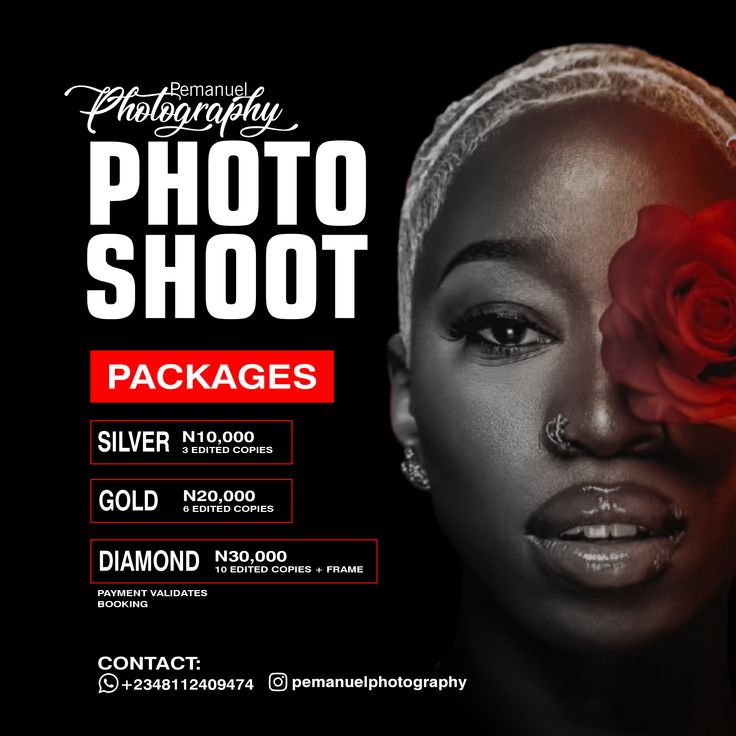 Pemanuel
Photography
PHOTO
SHOOT
PACKAGES
SILVER N10,000
3 EDITED COPIES
GOLD N20,000
6 EDITED COPIES
DIAMOND N30,000
10 EDITED COPIES + FRAME
PAYMENT VALIDATES
BOOKING
CONTACT:
+2348112409474 pemanuelphotography